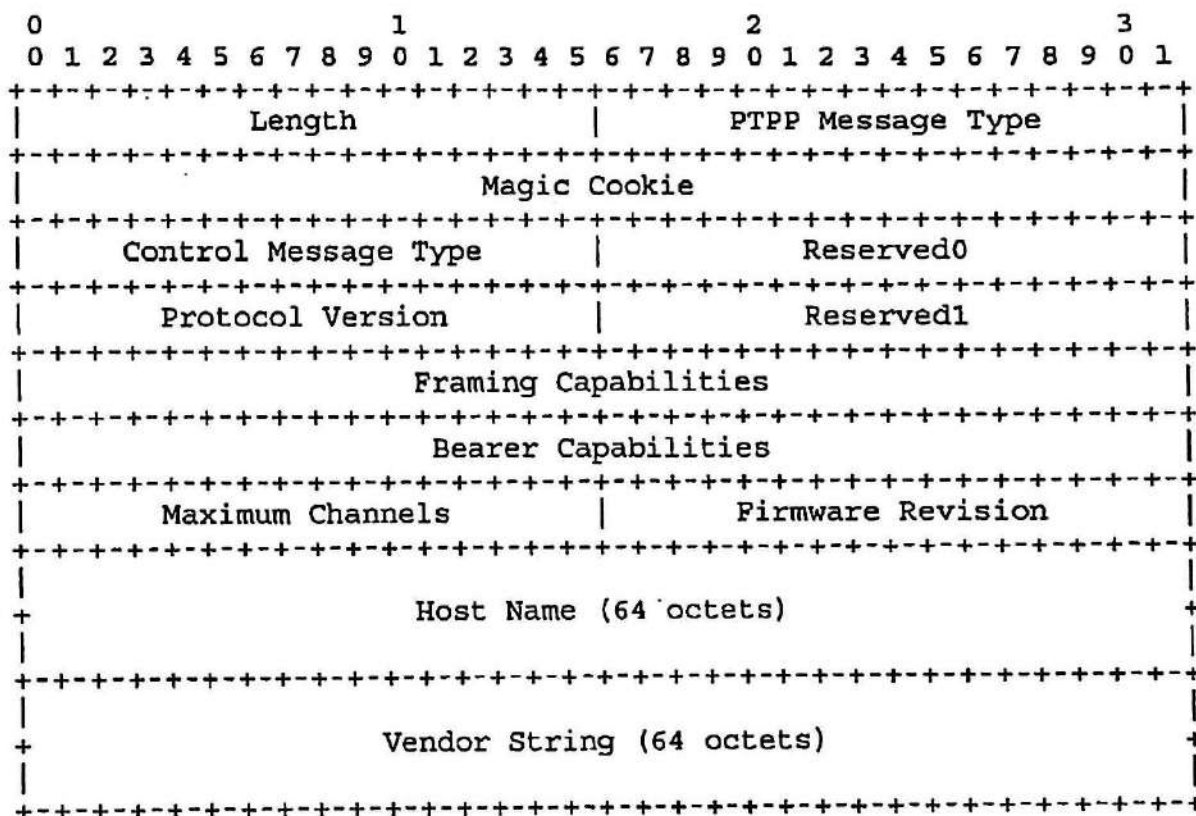 0                   1                   2                   3
0 1 2 3 4 5 6 7 8 9 0 1 2 3 4 5 6 7 8 9 0 1 2 3 4 5 6 7 8 9 0 1
+-+-+-+-+-+-+-+-+-+-+-+-+-+-+-+-+-+-+-+-+-+-+-+-+-+-+-+-+-+-+-+
| Length | PTPP Message Type |
+-+-+-+-+-+-+-+-+-+-+-+-+-+-+-+-+-+-+-+-+-+-+-+-+-+-+-+-+-+-+-+
| Magic Cookie |
+-+-+-+-+-+-+-+-+-+-+-+-+-+-+-+-+-+-+-+-+-+-+-+-+-+-+-+-+-+-+-+
| Control Message Type | Reserved0 |
+-+-+-+-+-+-+-+-+-+-+-+-+-+-+-+-+-+-+-+-+-+-+-+-+-+-+-+-+-+-+-+
| Protocol Version | Reserved1 |
+-+-+-+-+-+-+-+-+-+-+-+-+-+-+-+-+-+-+-+-+-+-+-+-+-+-+-+-+-+-+-+
| Framing Capabilities |
+-+-+-+-+-+-+-+-+-+-+-+-+-+-+-+-+-+-+-+-+-+-+-+-+-+-+-+-+-+-+-+
| Bearer Capabilities |
+-+-+-+-+-+-+-+-+-+-+-+-+-+-+-+-+-+-+-+-+-+-+-+-+-+-+-+-+-+-+-+
| Maximum Channels | Firmware Revision |
+-+-+-+-+-+-+-+-+-+-+-+-+-+-+-+-+-+-+-+-+-+-+-+-+-+-+-+-+-+-+-+
| |
+ Host Name (64 octets) +
| |
+-+-+-+-+-+-+-+-+-+-+-+-+-+-+-+-+-+-+-+-+-+-+-+-+-+-+-+-+-+-+-+
| |
+ Vendor String (64 octets) +
| |
+-+-+-+-+-+-+-+-+-+-+-+-+-+-+-+-+-+-+-+-+-+-+-+-+-+-+-+-+-+-+-+